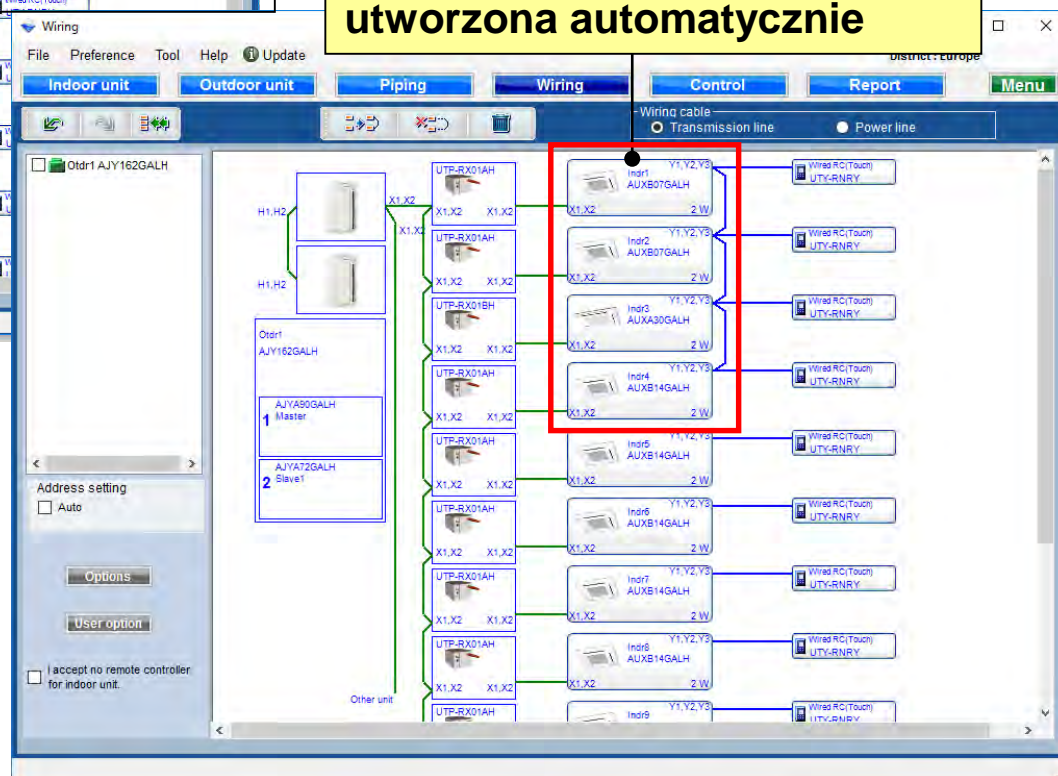 utworzona automatycznie
Wired RC(Touch)
Wiring
File Preference Tool Help Update
District : Europe
Indoor unit Outdoor unit Piping Wiring Control Report Menu
Wiring cable
Transmission line Power line
Otdr1 AJY162GALH
Address setting
Auto
Options
User option
I accept no remote controller
for indoor unit.
H1,H2
X1,X2
X1,X2
H1,H2
Otdr1
AJY162GALH
AJYA90GALH
1 Master
AJYA72GALH
2 Slave1
Other unit
UTP-RX01AH
X1,X2 X1,X2
UTP-RX01AH
X1,X2 X1,X2
UTP-RX01BH
X1,X2 X1,X2
UTP-RX01AH
X1,X2 X1,X2
UTP-RX01AH
X1,X2 X1,X2
UTP-RX01AH
X1,X2 X1,X2
UTP-RX01AH
X1,X2 X1,X2
UTP-RX01AH
X1,X2 X1,X2
UTP-RX01AH
Y1,Y2,Y3
Indr1
AUXB07GALH
X1,X2 2 W
Y1,Y2,Y3
Indr2
AUXB07GALH
X1,X2 2 W
Y1,Y2,Y3
Indr3
AUXA30GALH
X1,X2 2 W
Y1,Y2,Y3
Indr4
AUXB14GALH
X1,X2 2 W
Y1,Y2,Y3
Indr5
AUXB14GALH
X1,X2 2 W
Y1,Y2,Y3
Indr6
AUXB14GALH
X1,X2 2 W
Y1,Y2,Y3
Indr7
AUXB14GALH
X1,X2 2 W
Y1,Y2,Y3
Indr8
AUXB14GALH
X1,X2 2 W
Y1,Y2,Y3
Indr9
Wired RC(Touch)
UTY-RNRY
Wired RC(Touch)
UTY-RNRY
Wired RC(Touch)
UTY-RNRY
Wired RC(Touch)
UTY-RNRY
Wired RC(Touch)
UTY-RNRY
Wired RC(Touch)
UTY-RNRY
Wired RC(Touch)
UTY-RNRY
Wired RC(Touch)
UTY-RNRY
Wired RC(Touch)
UTY-RNRY